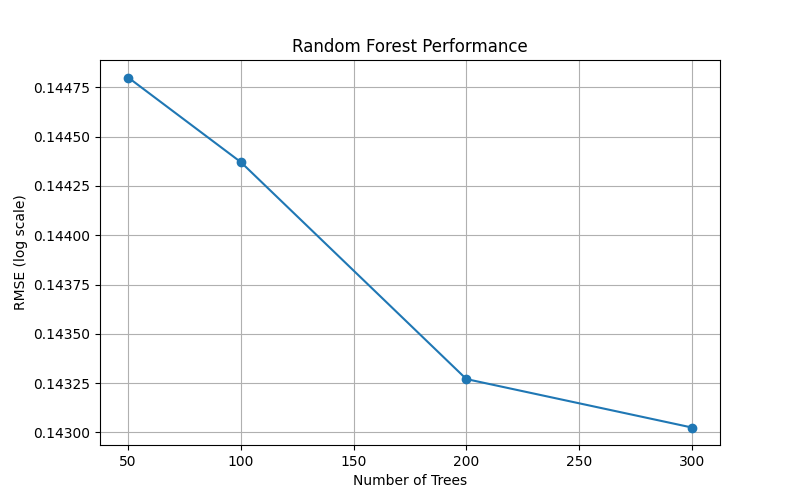 Random Forest Performance
RMSE (log scale)
0.14475
0.14450
0.14425
0.14400
0.14375
0.14350
0.14325
0.14300
50 100 150 200 250 300
Number of Trees